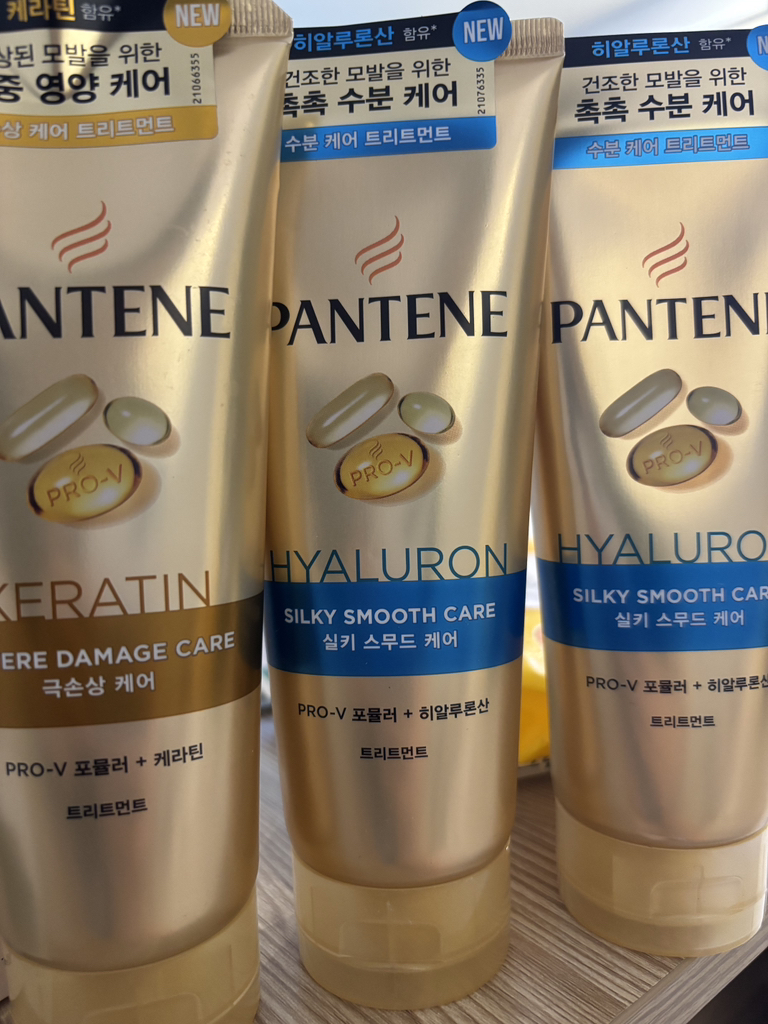 케라틴 함유*
NEW
상된 모발을 위한
중 영양 케어
21066355
상 케어 트리트먼트
PANTENE
PRO-V
KERATIN
ERE DAMAGE CARE
극손상 케어
PRO-V 포뮬러 + 케라틴
트리트먼트
히알루론산 함유*
NEW
건조한 모발을 위한
촉촉 수분 케어
21076335
수분 케어 트리트먼트
PANTENE
PRO-V
HYALURON
SILKY SMOOTH CARE
실키 스무드 케어
PRO-V 포뮬러 + 히알루론산
트리트먼트
히알루론산 함유*
건조한 모발을 위한
촉촉 수분 케어
수분 케어 트리트먼트
PANTENE
PRO-V
HYALURO
SILKY SMOOTH CAR
실키 스무드 케어
PRO-V 포뮬러 + 히알루론산
트리트먼트